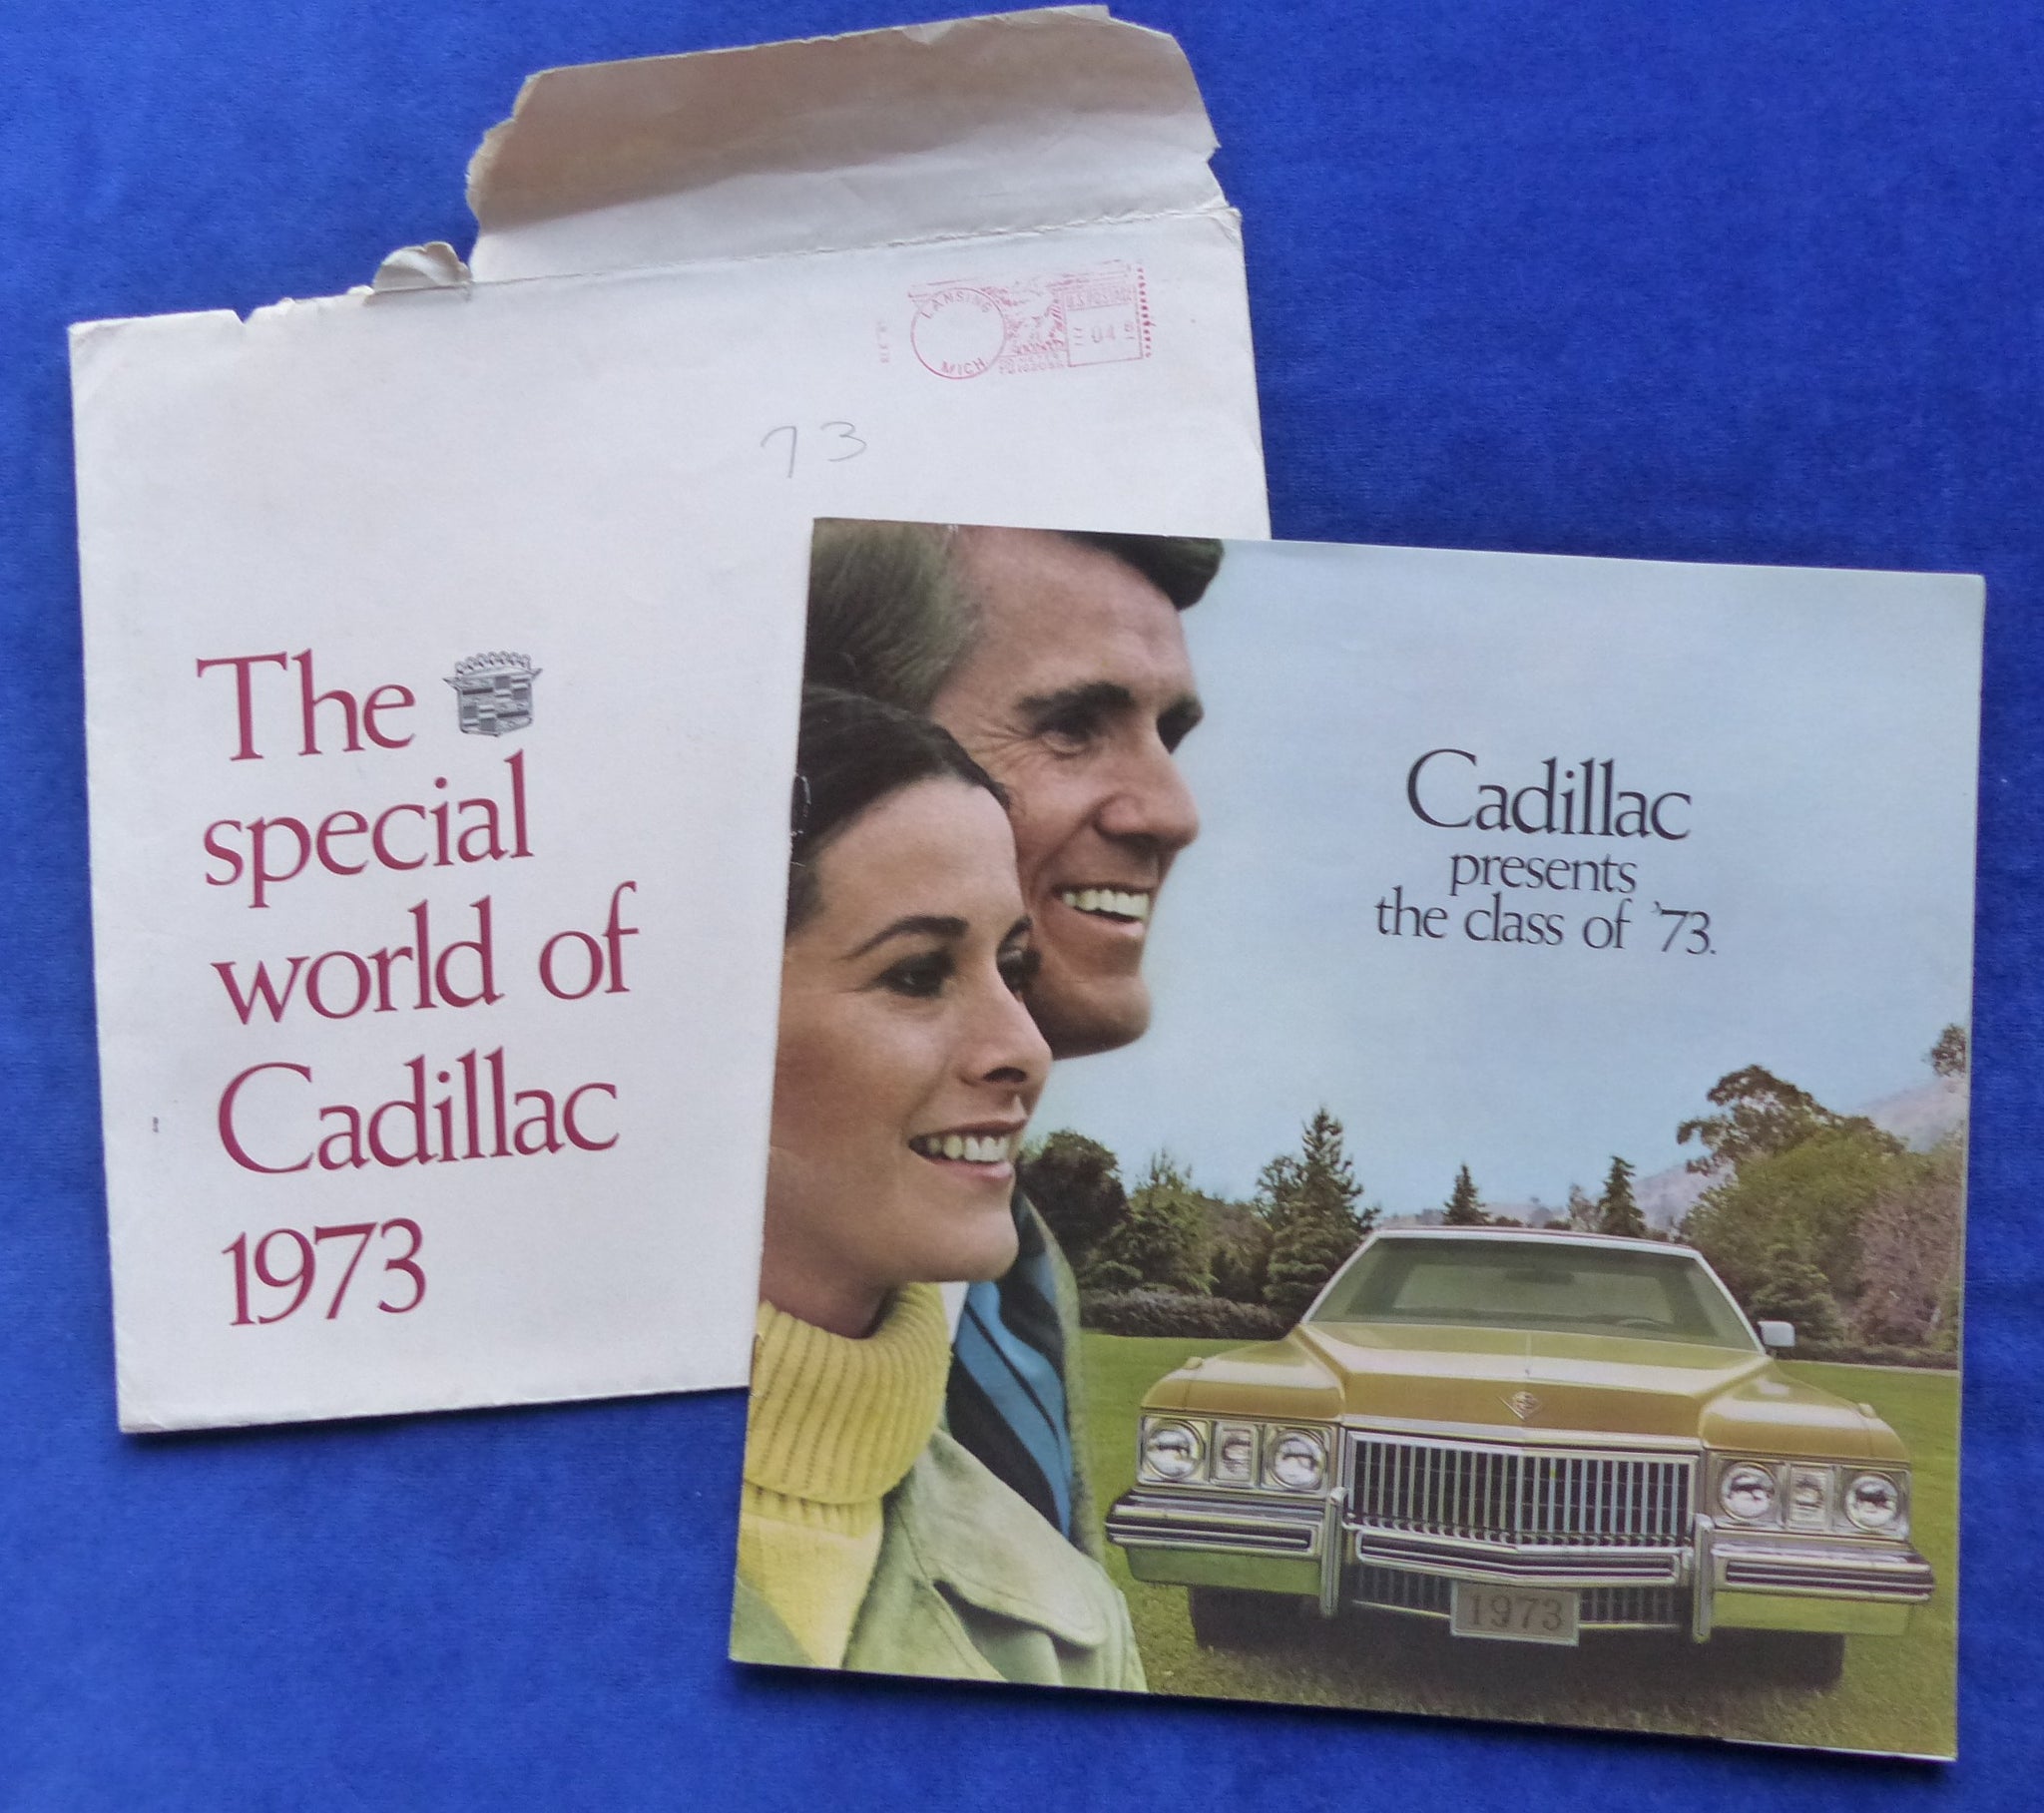 LANSING
MICH
U.S. POSTAGE
04
73
The
special
world of
Cadillac
1973
Cadillac
presents
the class of '73.
1973